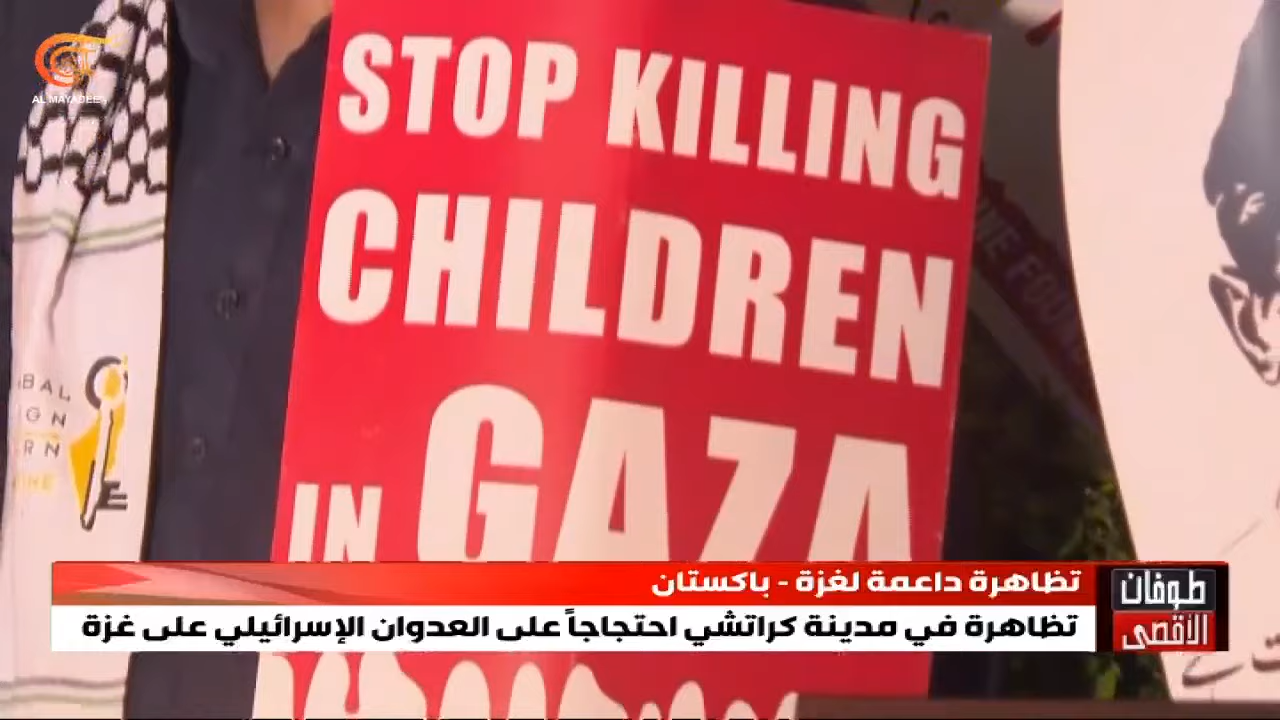 AL MAYADEEN
STOP KILLING
CHILDREN
IN GAZA
تظاهرة داعمة لغزة - باكستان
تظاهرة في مدينة كراتشي احتجاجاً على العدوان الإسرائيلي على غزة
طوفان
الأقصى